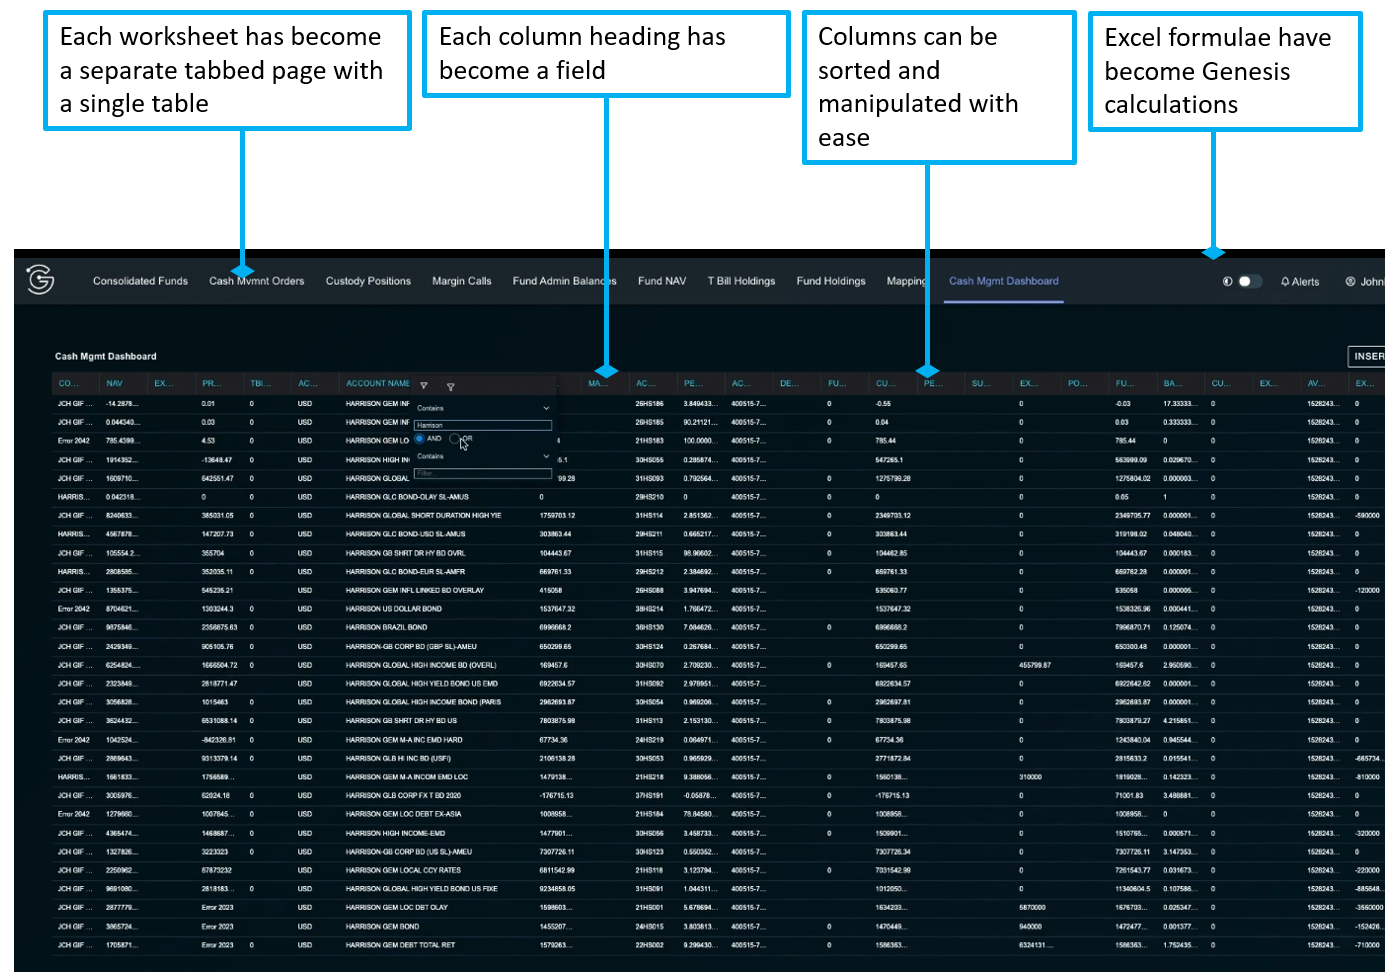 Each worksheet has become
a separate tabbed page with
a single table
Each column heading has
become a field
Columns can be
sorted and
manipulated with
ease
Excel formulae have
become Genesis
calculations
Consolidated Funds Cash Mvmnt Orders Custody Positions Margin Calls Fund Admin Balances Fund NAV T Bill Holdings Fund Holdings Mapping Cash Mgmt Dashboard Alerts John
Cash Mgmt Dashboard INSER
CO... NAV EX... PR... TBI... AC... ACCOUNT NAME AC... MA... AC... PE... AC... DE... FU... CU... PE... SU... EX... PO... FU... BA... CU... EX... AV... EX...
JCH GIF ... -14.2878... 0.01 0 USD HARRISON GEM INF 26HS186 3.849433... 400515-7... 0 -0.55 0 -0.03 17.33333... 0 1528243... 0
Contains
JCH GIF ... 0.044340... 0.03 0 USD HARRISON GEM INF 26HS185 90.21121... 400515-7... 0 0.04 0 0.03 0.333333... 0 1528243... 0
Harrison
AND OR
Error 2042 785.4399... 4.53 0 USD HARRISON GEM LO 4 21HS183 100.0000... 400515-7... 0 785.44 0 785.44 0 0 1528243... 0
Contains
JCH GIF ... 1914352... -13648.47 0 USD HARRISON HIGH IN 5.1 30HS055 0.285874... 400515-7... 0 547265.1 0 563999.09 0.029670... 0 1528243... 0
Filter...
JCH GIF ... 1609710... 642551.47 0 USD HARRISON GLOBAL 99.28 31HS093 0.792564... 400515-7... 0 1275799.28 0 1275804.02 0.000003... 0 1528243... 0
HARRIS... 0.042318... 0 0 USD HARRISON GLC BOND-OLAY SL-AMUS 0 29HS210 0 400515-7... 0 0 0 0.05 1 0 1528243... 0
JCH GIF ... 8240633... 385031.05 0 USD HARRISON GLOBAL SHORT DURATION HIGH YIE 1759703.12 31HS114 2.851362... 400515-7... 0 2349703.12 0 2349705.77 0.000001... 0 1528243... -590000
HARRIS... 4567878... 147207.73 0 USD HARRISON GLC BOND-USD SL-AMUS 303863.44 29HS211 0.665217... 400515-7... 0 303863.44 0 319198.02 0.048040... 0 1528243... 0
JCH GIF ... 105554.2... 355704 0 USD HARRISON GB SHRT DR HY BD OVRL 104443.67 31HS115 98.96602... 400515-7... 0 104462.85 0 104443.67 0.000183... 0 1528243... 0
HARRIS... 2808585... 352035.11 0 USD HARRISON GLC BOND-EUR SL-AMFR 669761.33 29HS212 2.384692... 400515-7... 0 669761.33 0 669762.28 0.000001... 0 1528243... 0
JCH GIF ... 1355375... 545235.21 USD HARRISON GEM INFL LINKED BD OVERLAY 415058 26HS088 3.947694... 400515-7... 0 535060.77 0 535058 0.000005... 0 1528243... -120000
Error 2042 8704621... 1303244.3 0 USD HARRISON US DOLLAR BOND 1537647.32 38HS214 1.766472... 400515-7... 0 1537647.32 0 1538326.96 0.000441... 0 1528243... 0
JCH GIF ... 9875846... 2356875.63 0 USD HARRISON BRAZIL BOND 6996668.2 36HS130 7.084626... 400515-7... 0 6996668.2 0 7996870.71 0.125074... 0 1528243... 0
JCH GIF ... 2429349... 905105.76 0 USD HARRISON-GB CORP BD (GBP SL)-AMEU 650299.65 30HS124 0.267684... 400515-7... 650299.65 0 650300.48 0.000001... 0 1528243... 0
JCH GIF ... 6254824... 1666504.72 0 USD HARRISON GLOBAL HIGH INCOME BD (OVERL) 169457.6 30HS070 2.709230... 400515-7... 0 169457.65 455799.87 169457.6 2.950590... 0 1528243... 0
JCH GIF ... 2323849... 2818771.47 USD HARRISON GLOBAL HIGH YIELD BOND US EMD 6922634.57 31HS092 2.978951... 400515-7... 6922634.57 0 6922642.62 0.000001... 0 1528243... 0
JCH GIF ... 3056828... 1015463 0 USD HARRISON GLOBAL HIGH INCOME BOND (PARIS 2962693.87 30HS054 0.969206... 400515-7... 0 2962697.81 0 2962693.87 0.000001... 0 1528243... 0
JCH GIF ... 3624432... 6531088.14 0 USD HARRISON GB SHRT DR HY BD US 7803875.98 31HS113 2.153130... 400515-7... 0 7803875.98 0 7803879.27 4.215851... 0 1528243... 0
Error 2042 1042524... -842326.81 0 USD HARRISON GEM M-A INC EMD HARD 67734.36 24HS219 0.064971... 400515-7... 0 67734.36 0 1243840.04 0.945544... 0 1528243... 0
JCH GIF ... 2869643... 9313379.14 0 USD HARRISON GLB HI INC BD (USFI) 2106138.28 30HS053 0.965929... 400515-7... 2771872.84 0 2815633.2 0.015541... 0 1528243... -665734...
HARRIS... 1661833... 1756589... USD HARRISON GEM M-A INCOM EMD LOC 1479138... 21HS218 9.388056... 400515-7... 0 1560138... 310000 1819028... 0.142323... 0 1528243... -810000
JCH GIF ... 3005976... 62024.18 0 USD HARRISON GLB CORP FX T BD 2020 -176715.13 37HS191 -0.05878... 400515-7... 0 -175715.13 0 71001.83 3.488881... 0 1528243... 0
Error 2042 1279860... 1007645... 0 USD HARRISON GEM LOC DEBT EX-ASIA 1008958... 21HS184 78.84580... 400515-7... 0 1008958... 0 1008958... 0 0 1528243... 0
JCH GIF ... 4365474... 1468687... 0 USD HARRISON HIGH INCOME-EMD 1477901... 30HS056 3.458733... 400515-7... 0 1509901... 0 1510765... 0.000571... 0 1528243... -320000
JCH GIF ... 1327826... 3223323 0 USD HARRISON-GB CORP BD (US SL)-AMEU 7307726.11 30HS123 0.550352... 400515-7... 7307726.34 0 7307726.11 3.147353... 0 1528243... 0
JCH GIF ... 2250962... 87873232 USD HARRISON GEM LOCAL CCY RATES 6811542.99 21HS118 3.123794... 400515-7... 7031542.99 0 7261543.77 0.031673... 0 1528243... -220000
JCH GIF ... 9691080... 2818183... 0 USD HARRISON GLOBAL HIGH YIELD BOND US FIXE 9234858.05 31HS091 1.044311... 400515-7... 0 1012050... 0 11340604.5 0.107586... 0 1528243... -885648...
JCH GIF ... 2877779... Error 2023 USD HARRISON GEM LOC DBT OLAY 1598603... 21HS001 5.678694... 400515-7... 0 1634203... 5870000 1676703... 0.025347... 0 1528243... -3560000
JCH GIF ... 3865724... Error 2023 USD HARRISON GEM BOND 1455207... 24HS015 3.803813... 400515-7... 0 1470449... 940000 1472477... 0.001377... 0 1528243... -152426...
JCH GIF ... 1705871... Error 2023 0 USD HARRISON GEM DEBT TOTAL RET 1579263... 22HS002 9.299430... 400515-7... 0 1586363... 6324131.... 1586363... 1.752435... 0 1528243... -710000